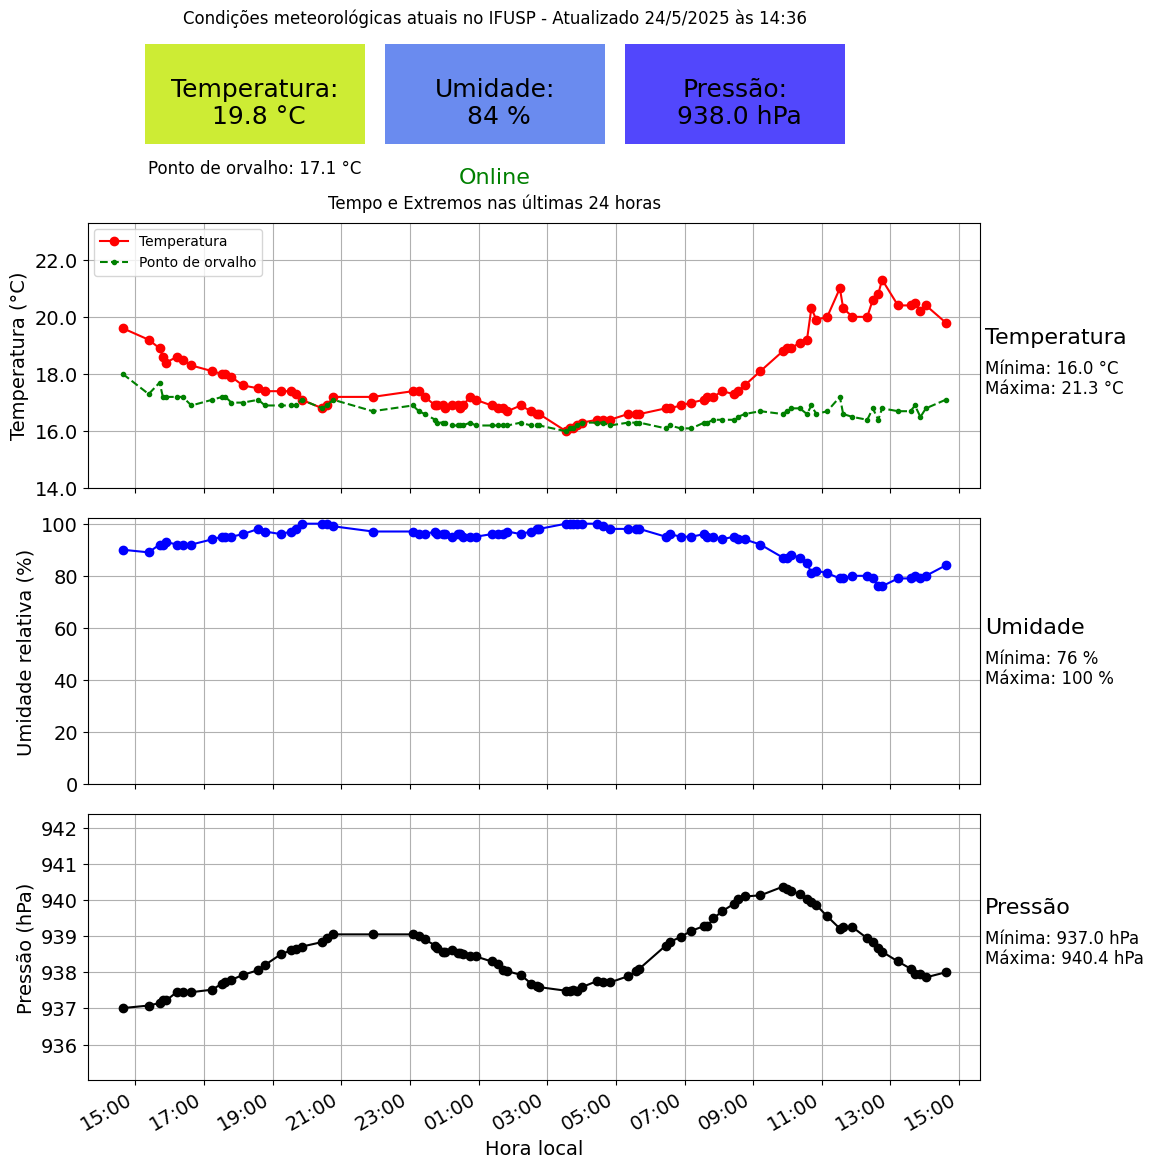 Condições meteorológicas atuais no IFUSP - Atualizado 24/5/2025 às 14:36
Temperatura:
19.8 °C
Umidade:
84 %
Pressão:
938.0 hPa
Ponto de orvalho: 17.1 °C
Online
Tempo e Extremos nas últimas 24 horas
Temperatura
Ponto de orvalho
Temperatura (°C)
22.0
20.0
18.0
16.0
14.0
Temperatura
Mínima: 16.0 °C
Máxima: 21.3 °C
Umidade relativa (%)
100
80
60
40
20
0
Umidade
Mínima: 76 %
Máxima: 100 %
Pressão (hPa)
942
941
940
939
938
937
936
Pressão
Mínima: 937.0 hPa
Máxima: 940.4 hPa
15:00 17:00 19:00 21:00 23:00 01:00 03:00 05:00 07:00 09:00 11:00 13:00 15:00
Hora local